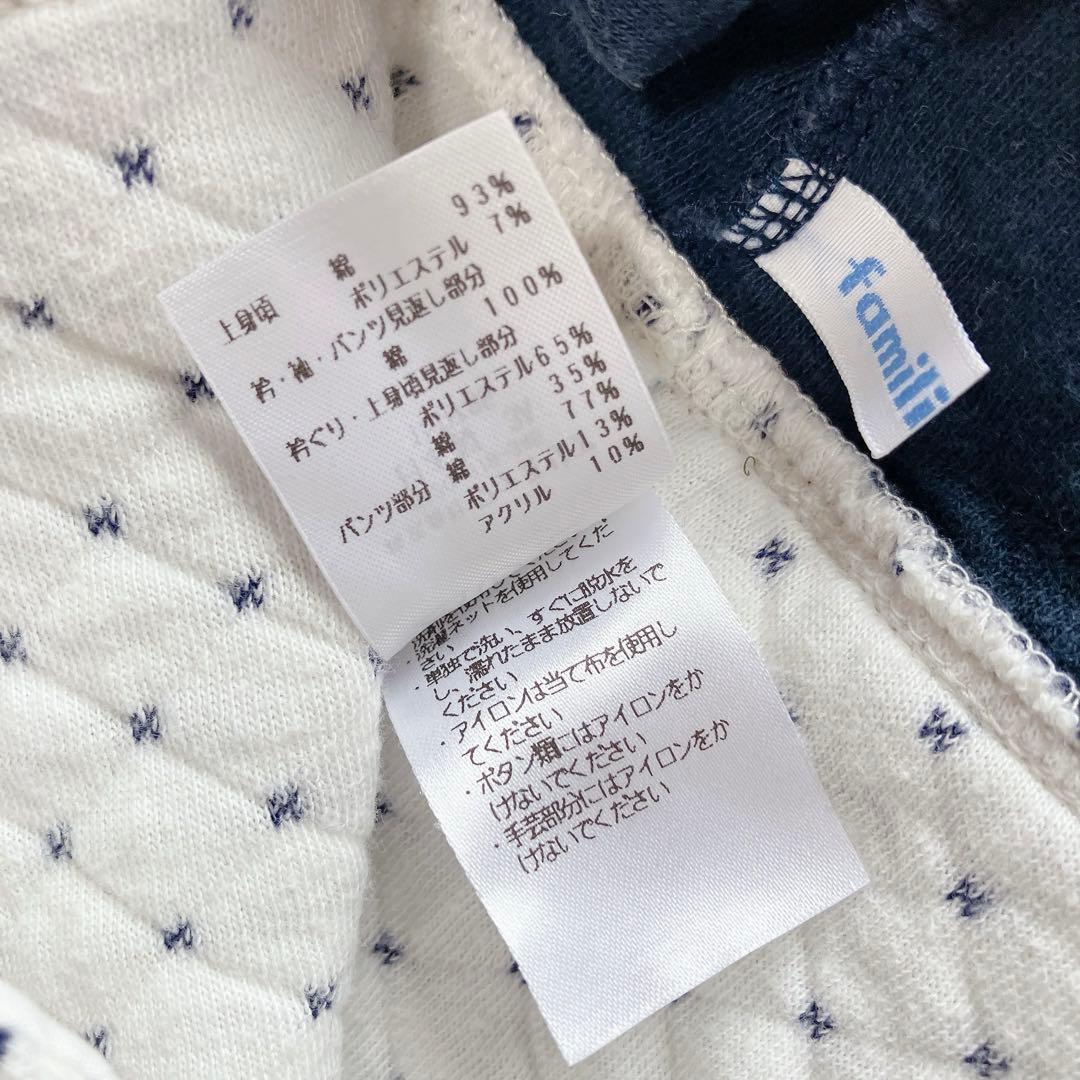 綿 93%
上身頃 ポリエステル 7%
衿・袖・パンツ見返し部分
綿 100%
衿ぐり・上身頃見返し部分
ポリエステル65%
綿 35%
綿 77%
パンツ部分 ポリエステル13%
アクリル 10%
洗濯ネットを使用してくだ
さい
・単独で洗い、すぐに脱水を
し、濡れたまま放置しないで
ください
・アイロンは当て布を使用し
てください
・ボタン類にはアイロンをか
けないでください
・手芸部分にはアイロンをか
けないでください
famili